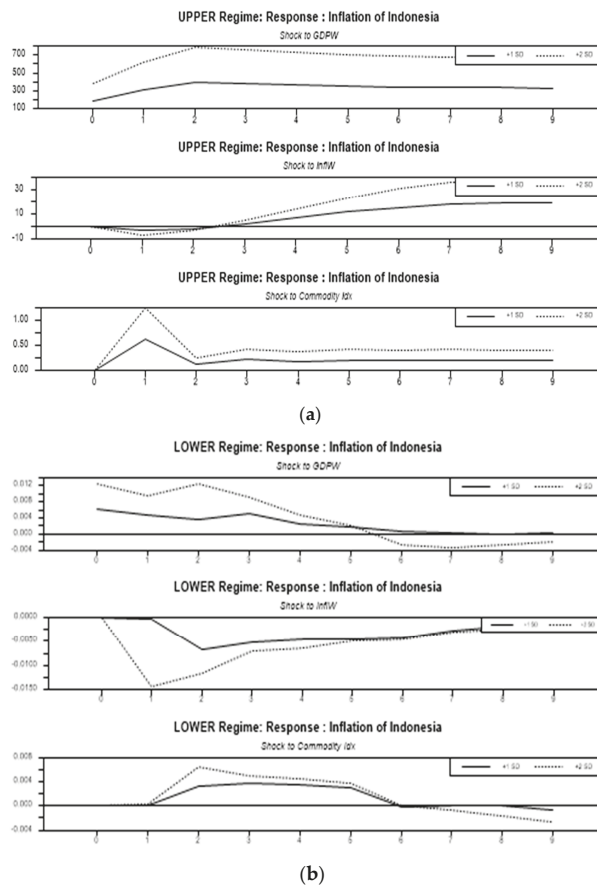 UPPER Regime: Response : Inflation of Indonesia
Shock to GDPW
700
500
300
100
+1 SD +2 SD
0 1 2 3 4 5 6 7 8 9
UPPER Regime: Response : Inflation of Indonesia
Shock to InflW
30
10
-10
+1 SD +2 SD
0 1 2 3 4 5 6 7 8 9
UPPER Regime: Response : Inflation of Indonesia
Shock to Commodity Idx
1.00
0.50
0.00
+1 SD +2 SD
0 1 2 3 4 5 6 7 8 9
(a)
LOWER Regime: Response : Inflation of Indonesia
Shock to GDPW
0.012
0.008
0.004
0.000
-0.004
+1 SD +2 SD
0 1 2 3 4 5 6 7 8 9
LOWER Regime: Response : Inflation of Indonesia
Shock to InflW
0.0000
-0.0050
-0.0100
-0.0150
+1 SD +2 SD
0 1 2 3 4 5 6 7 8 9
LOWER Regime: Response : Inflation of Indonesia
Shock to Commodity Idx
0.008
0.004
0.000
-0.004
+1 SD +2 SD
0 1 2 3 4 5 6 7 8 9
(b)